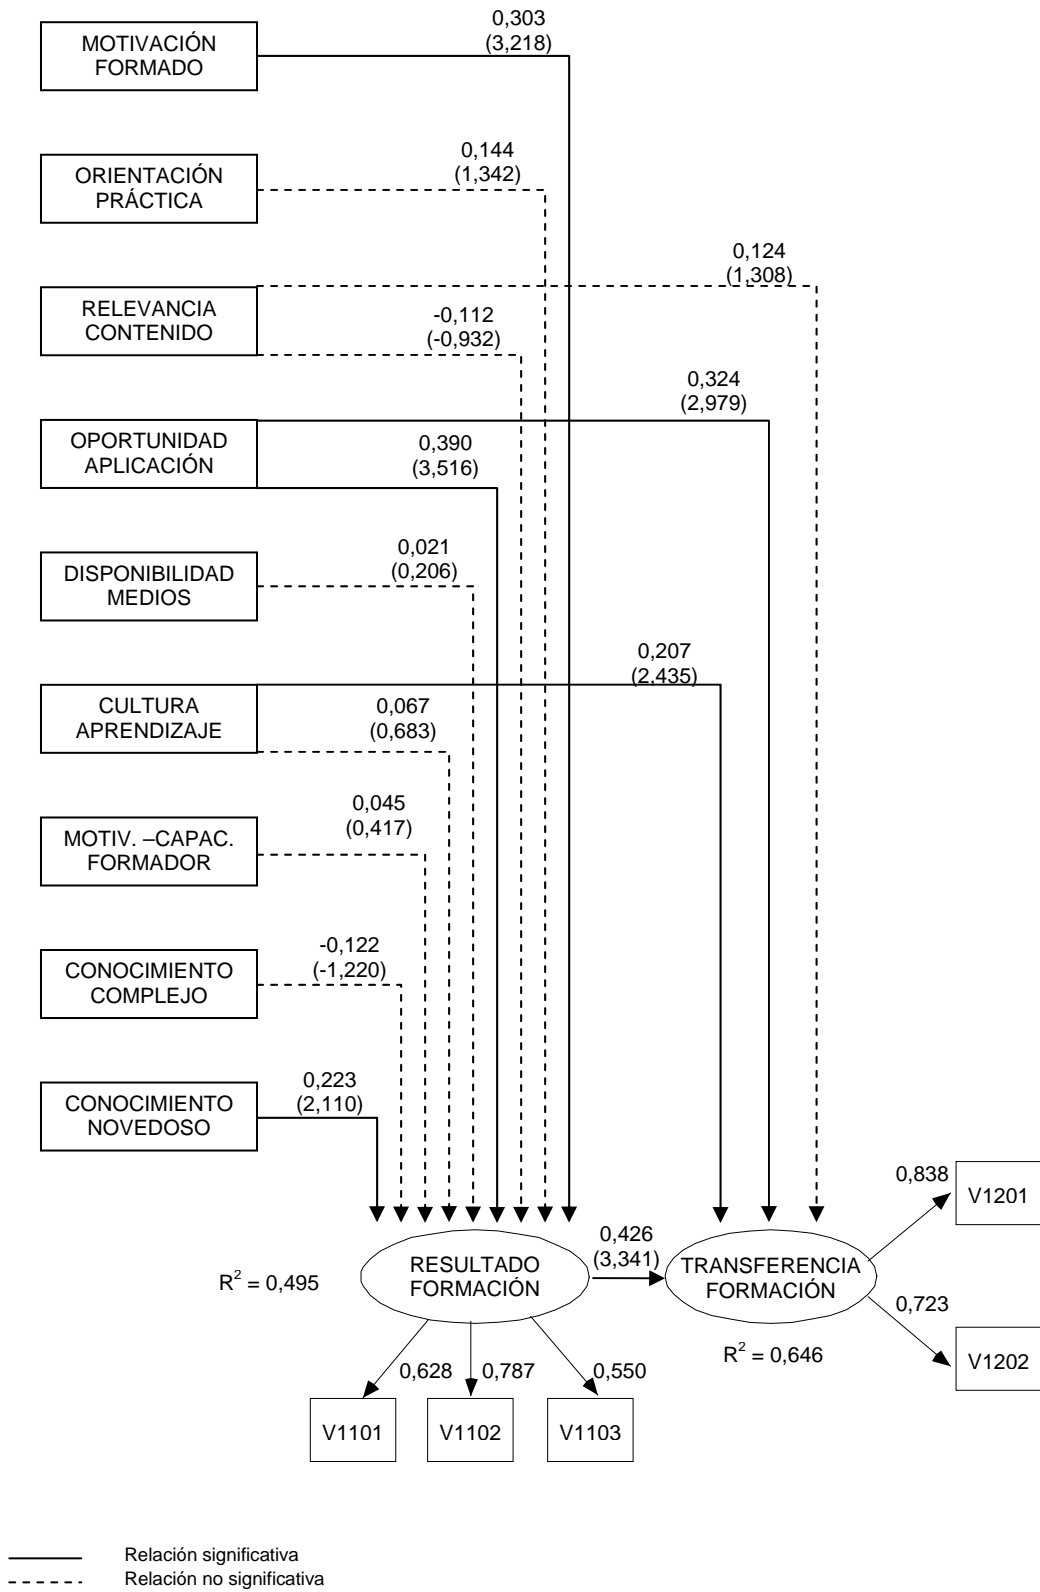 0,303
(3,218)
MOTIVACIÓN
FORMADO
0,144
(1,342)
ORIENTACIÓN
PRÁCTICA
0,124
(1,308)
RELEVANCIA
CONTENIDO
-0,112
(-0,932)
0,324
(2,979)
OPORTUNIDAD
APLICACIÓN
0,390
(3,516)
0,021
(0,206)
DISPONIBILIDAD
MEDIOS
0,207
(2,435)
CULTURA
APRENDIZAJE
0,067
(0,683)
0,045
(0,417)
MOTIV. –CAPAC.
FORMADOR
-0,122
(-1,220)
CONOCIMIENTO
COMPLEJO
0,223
(2,110)
CONOCIMIENTO
NOVEDOSO
0,838
V1201
0,426
(3,341)
RESULTADO
FORMACIÓN
TRANSFERENCIA
FORMACIÓN
R² = 0,495
0,723
V1202
R² = 0,646
0,628
0,787
0,550
V1101
V1102
V1103
Relación significativa
Relación no significativa